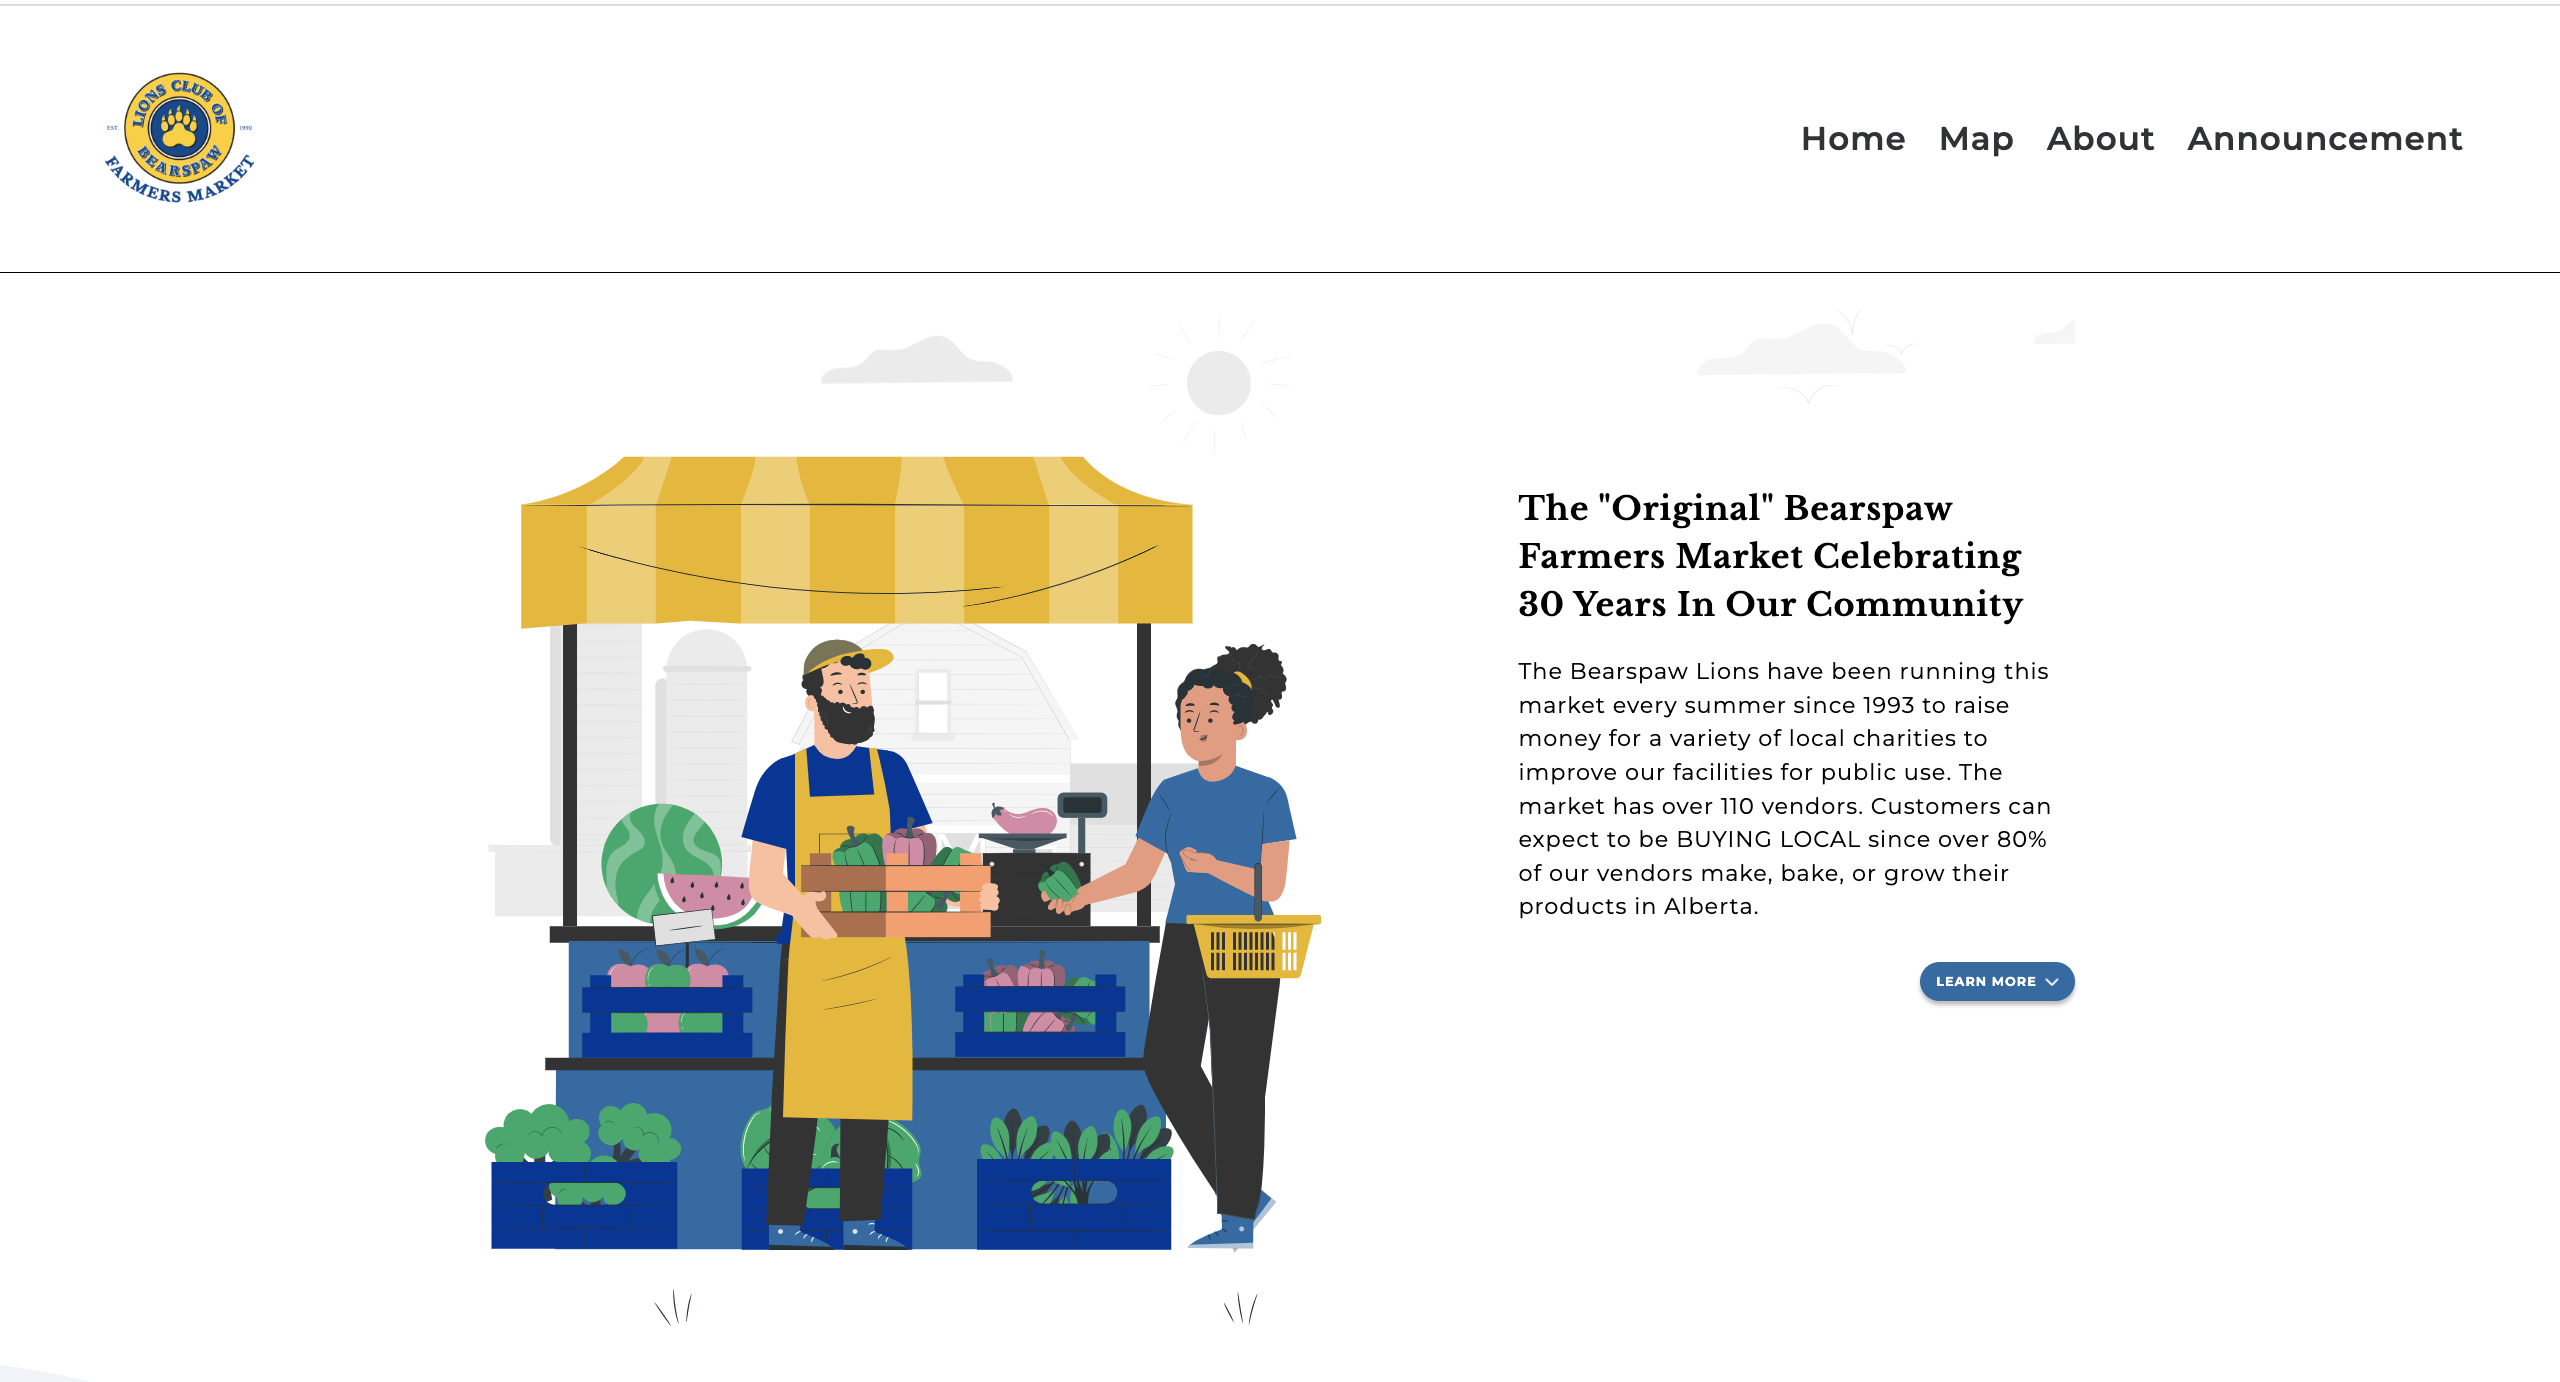 LIONS CLUB OF
EST. 1992
BEARSPAW
FARMERS MARKET
Home Map About Announcement
The "Original" Bearspaw
Farmers Market Celebrating
30 Years In Our Community
The Bearspaw Lions have been running this
market every summer since 1993 to raise
money for a variety of local charities to
improve our facilities for public use. The
market has over 110 vendors. Customers can
expect to be BUYING LOCAL since over 80%
of our vendors make, bake, or grow their
products in Alberta.
LEARN MORE